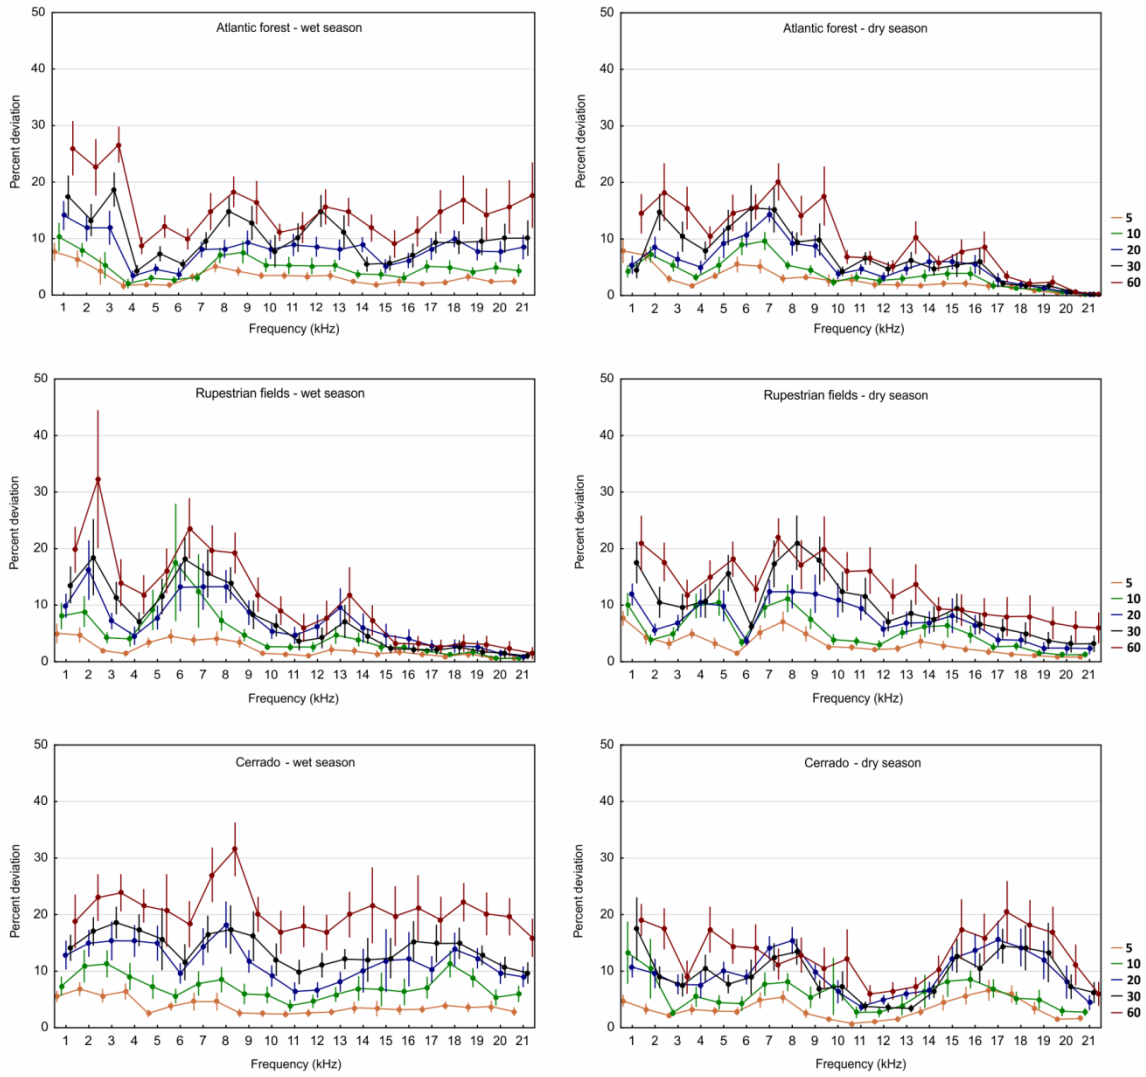 Atlantic forest - wet season
Percent deviation
50
40
30
20
10
0
1 2 3 4 5 6 7 8 9 10 11 12 13 14 15 16 17 18 19 20 21
Frequency (kHz)
Atlantic forest - dry season
Percent deviation
50
40
30
20
10
0
1 2 3 4 5 6 7 8 9 10 11 12 13 14 15 16 17 18 19 20 21
Frequency (kHz)
5
10
20
30
60
Rupestrian fields - wet season
Percent deviation
50
40
30
20
10
0
1 2 3 4 5 6 7 8 9 10 11 12 13 14 15 16 17 18 19 20 21
Frequency (kHz)
Rupestrian fields - dry season
Percent deviation
50
40
30
20
10
0
1 2 3 4 5 6 7 8 9 10 11 12 13 14 15 16 17 18 19 20 21
Frequency (kHz)
5
10
20
30
60
Cerrado - wet season
Percent deviation
50
40
30
20
10
0
1 2 3 4 5 6 7 8 9 10 11 12 13 14 15 16 17 18 19 20 21
Frequency (kHz)
Cerrado - dry season
Percent deviation
50
40
30
20
10
0
1 2 3 4 5 6 7 8 9 10 11 12 13 14 15 16 17 18 19 20 21
Frequency (kHz)
5
10
20
30
60